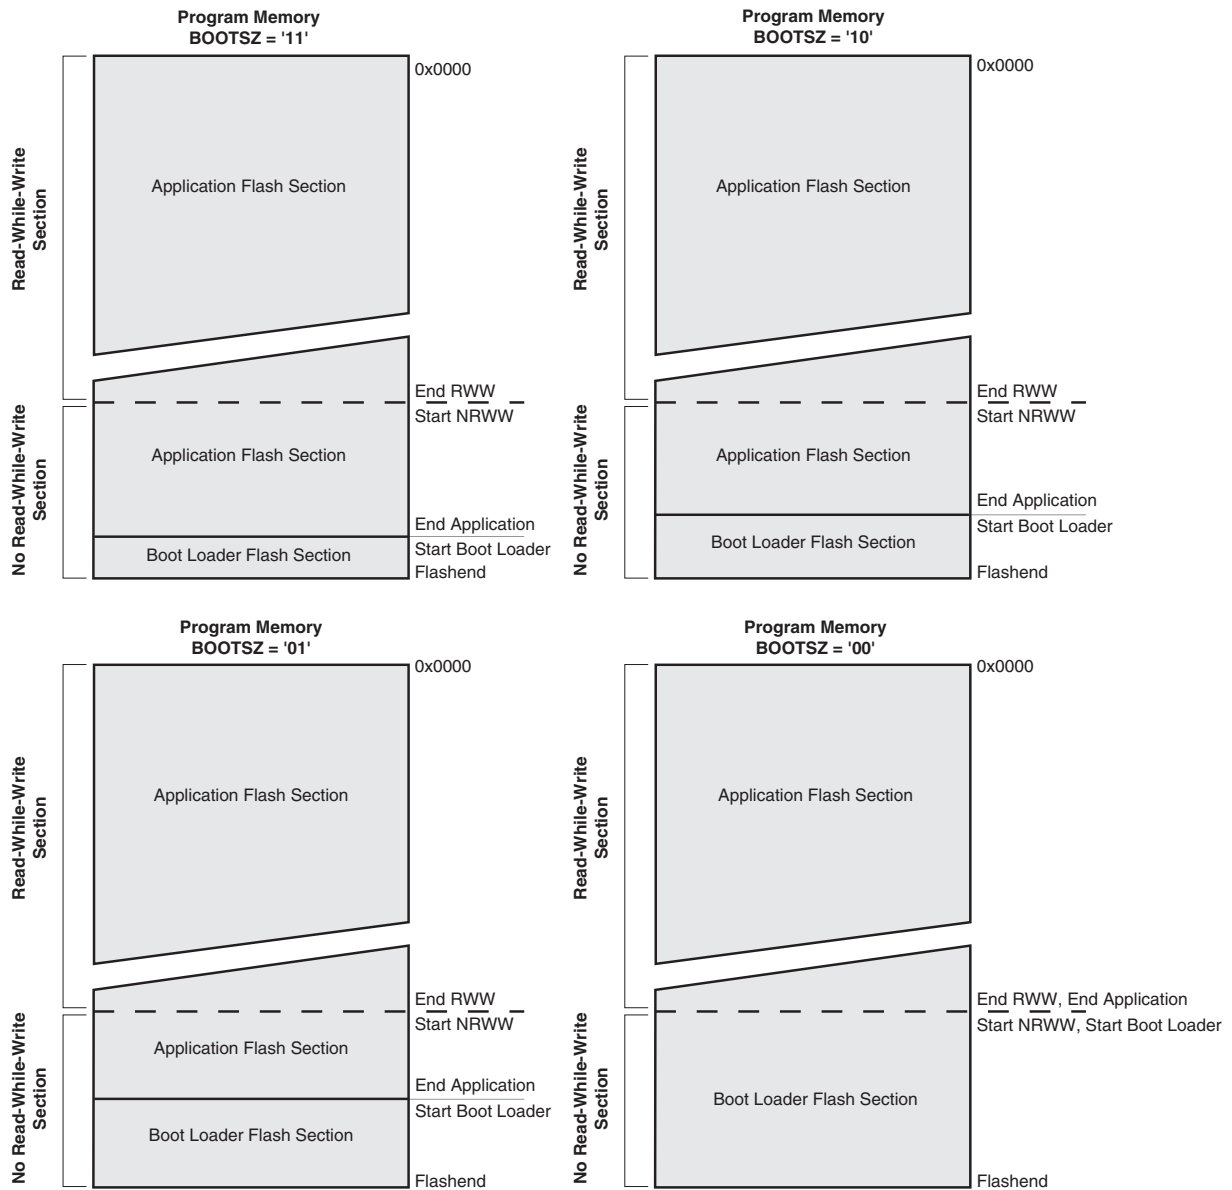 Program Memory
BOOTSZ = '11'
0x0000
Read-While-Write
Section
Application Flash Section
End RWW
Start NRWW
No Read-While-Write
Section
Application Flash Section
End Application
Start Boot Loader
Boot Loader Flash Section
Flashend
Program Memory
BOOTSZ = '10'
0x0000
Read-While-Write
Section
Application Flash Section
End RWW
Start NRWW
No Read-While-Write
Section
Application Flash Section
End Application
Start Boot Loader
Boot Loader Flash Section
Flashend
Program Memory
BOOTSZ = '01'
0x0000
Read-While-Write
Section
Application Flash Section
End RWW
Start NRWW
No Read-While-Write
Section
Application Flash Section
End Application
Start Boot Loader
Boot Loader Flash Section
Flashend
Program Memory
BOOTSZ = '00'
0x0000
Read-While-Write
Section
Application Flash Section
End RWW, End Application
Start NRWW, Start Boot Loader
No Read-While-Write
Section
Boot Loader Flash Section
Flashend